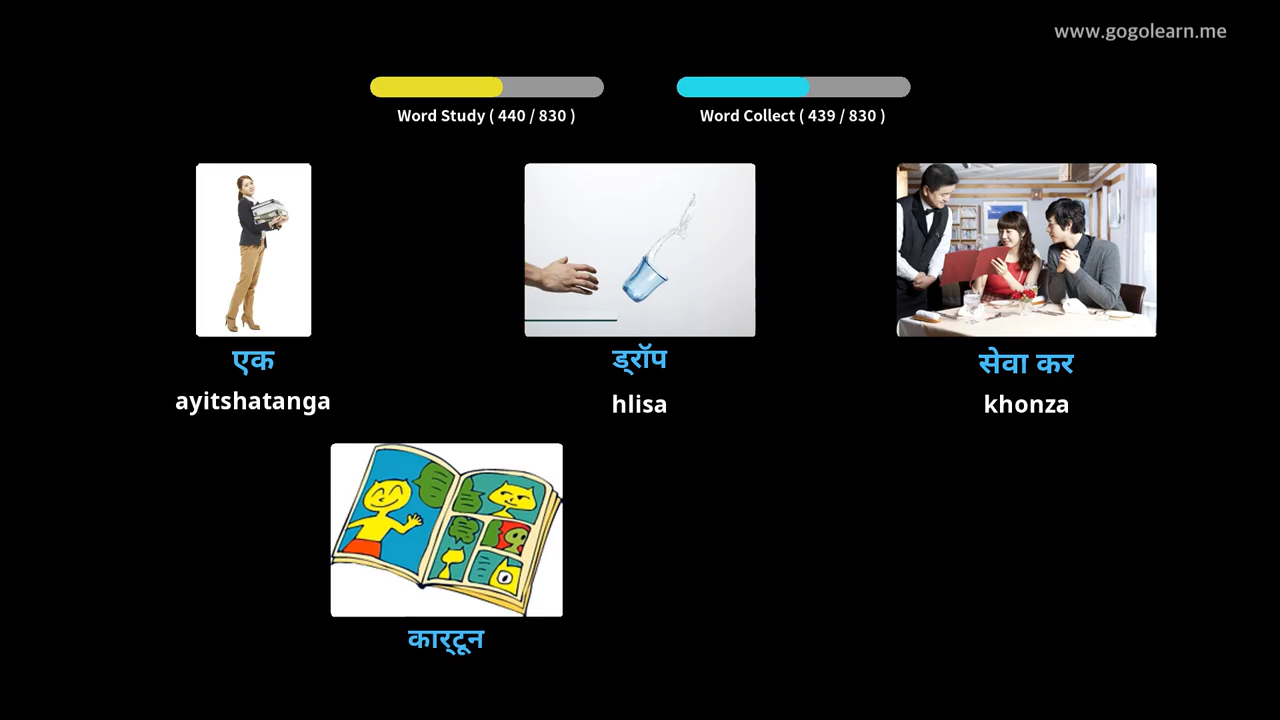 www.gogolearn.me
Word Study ( 440 / 830 )
Word Collect ( 439 / 830 )
एक
ayitshatanga
ड्रॉप
hlisa
सेवा कर
khonza
कार्टून